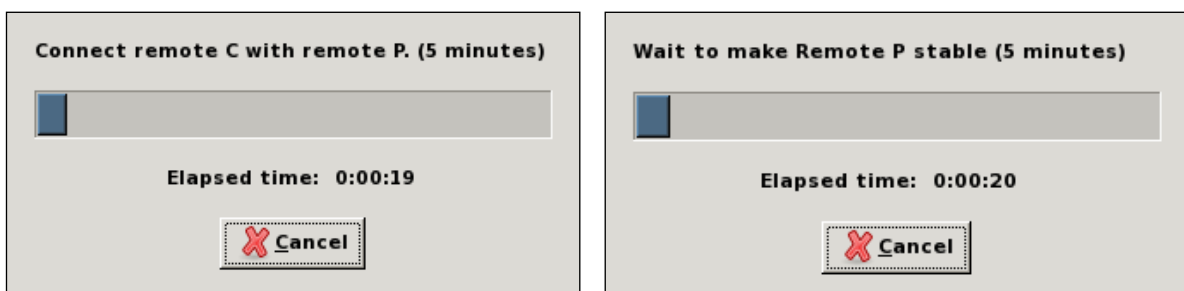 Connect remote C with remote P. (5 minutes)
Elapsed time: 0:00:19
Cancel
Wait to make Remote P stable (5 minutes)
Elapsed time: 0:00:20
Cancel